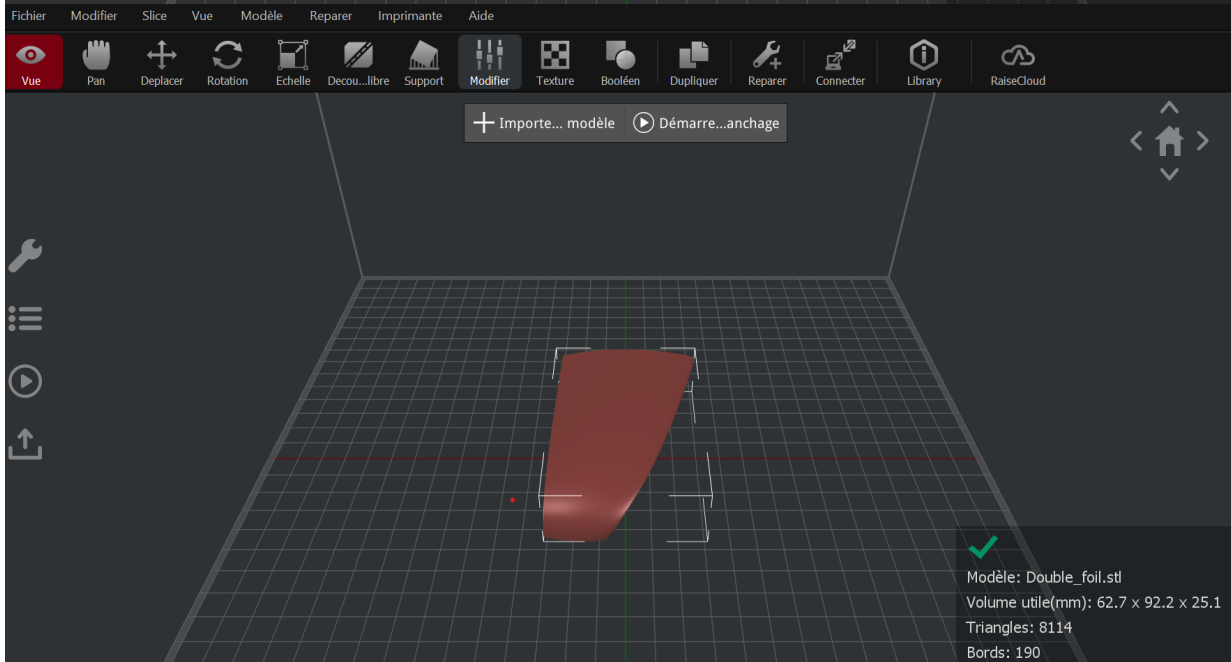 Fichier Modifier Slice Vue Modèle Reparer Imprimante Aide
Vue Pan Deplacer Rotation Echelle Decou...libre Support Modifier Texture Booléen Dupliquer Reparer Connecter Library RaiseCloud
Importe... modèle Démarre...anchage
Modèle: Double_foil.stl
Volume utile(mm): 62.7 x 92.2 x 25.1
Triangles: 8114
Bords: 190